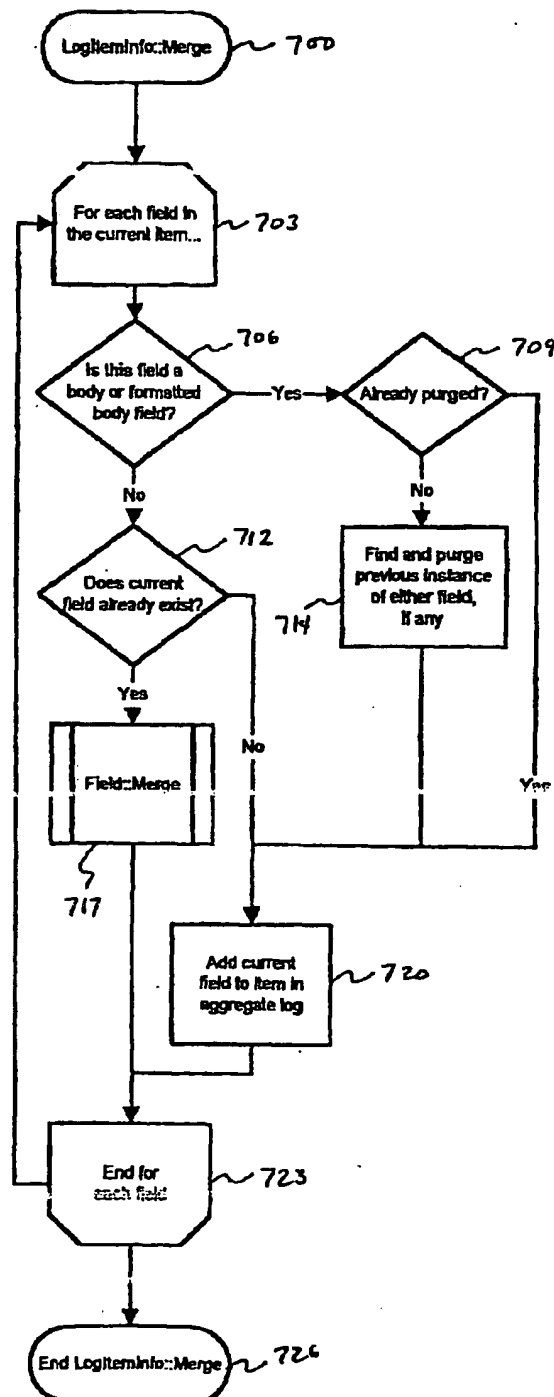 LogItemInfo::Merge
700
For each field in
the current item...
703
Is this field a
body or formatted
body field?
706
Yes
Already purged?
709
No
No
Does current
field already exist?
712
Find and purge
previous instance
of either field,
if any
714
Yes
No
Yes
Field::Merge
717
Add current
field to item in
aggregate log
720
End for
each field
723
End LogItemInfo::Merge
726